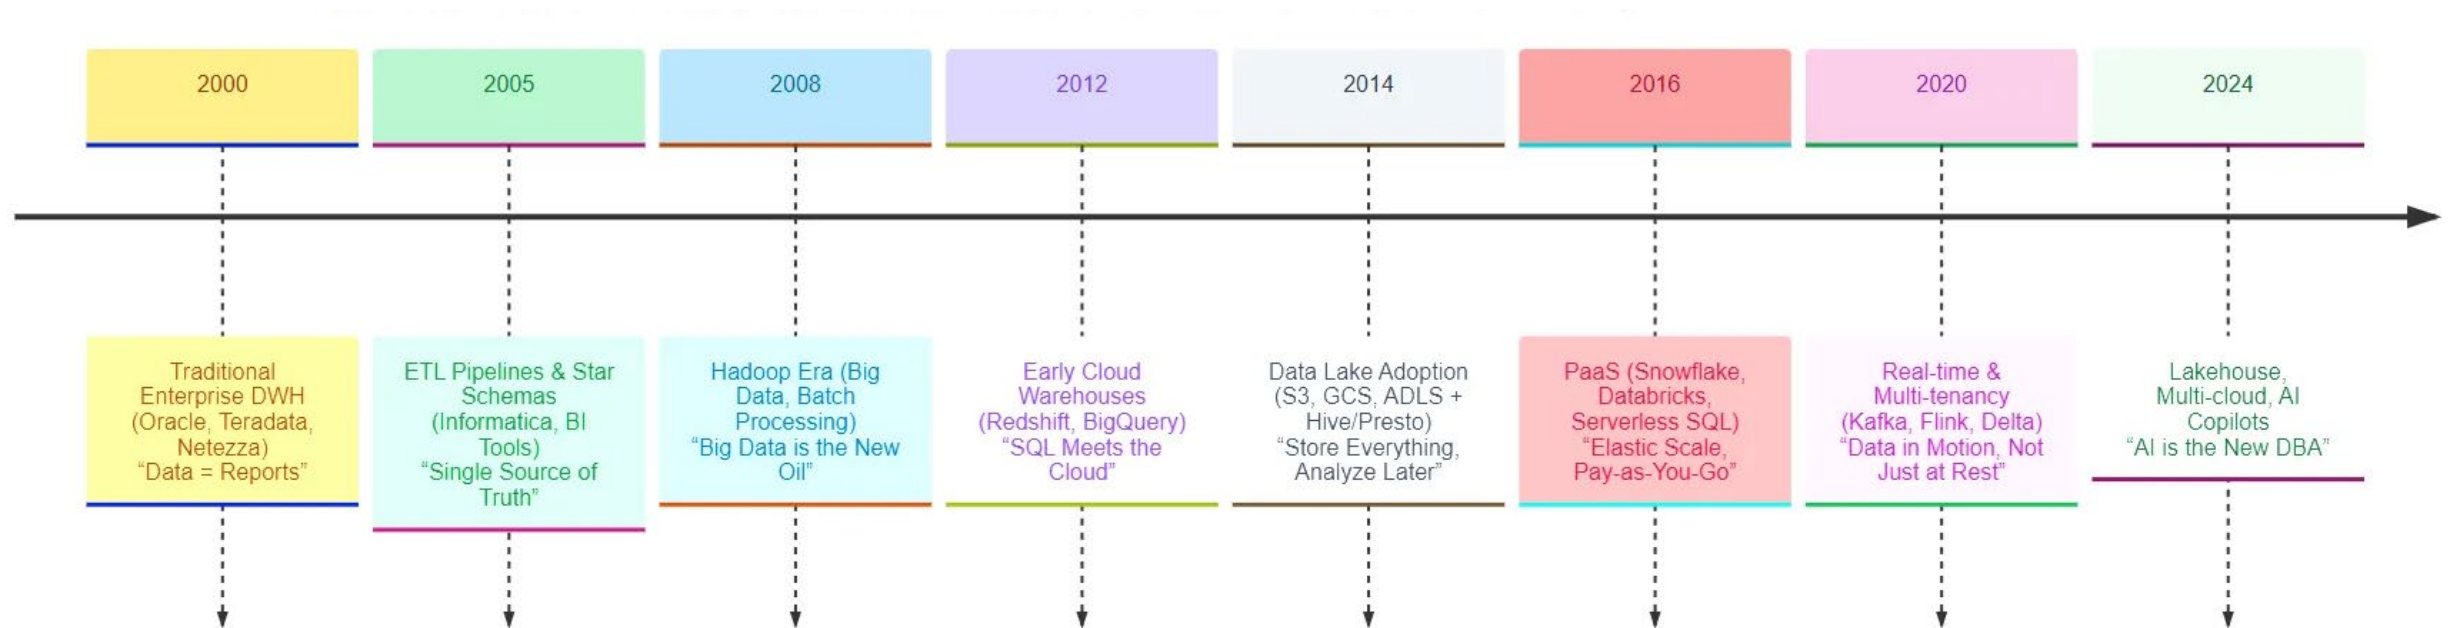 2000
2005
2008
2012
2014
2016
2020
2024
Traditional
Enterprise DWH
(Oracle, Teradata,
Netezza)
“Data = Reports”
ETL Pipelines & Star
Schemas
(Informatica, BI
Tools)
“Single Source of
Truth”
Hadoop Era (Big
Data, Batch
Processing)
“Big Data is the New
Oil”
Early Cloud
Warehouses
(Redshift, BigQuery)
“SQL Meets the
Cloud”
Data Lake Adoption
(S3, GCS, ADLS +
Hive/Presto)
“Store Everything,
Analyze Later”
PaaS (Snowflake,
Databricks,
Serverless SQL)
“Elastic Scale,
Pay-as-You-Go”
Real-time &
Multi-tenancy
(Kafka, Flink, Delta)
“Data in Motion, Not
Just at Rest”
Lakehouse,
Multi-cloud, AI
Copilots
“AI is the New DBA”